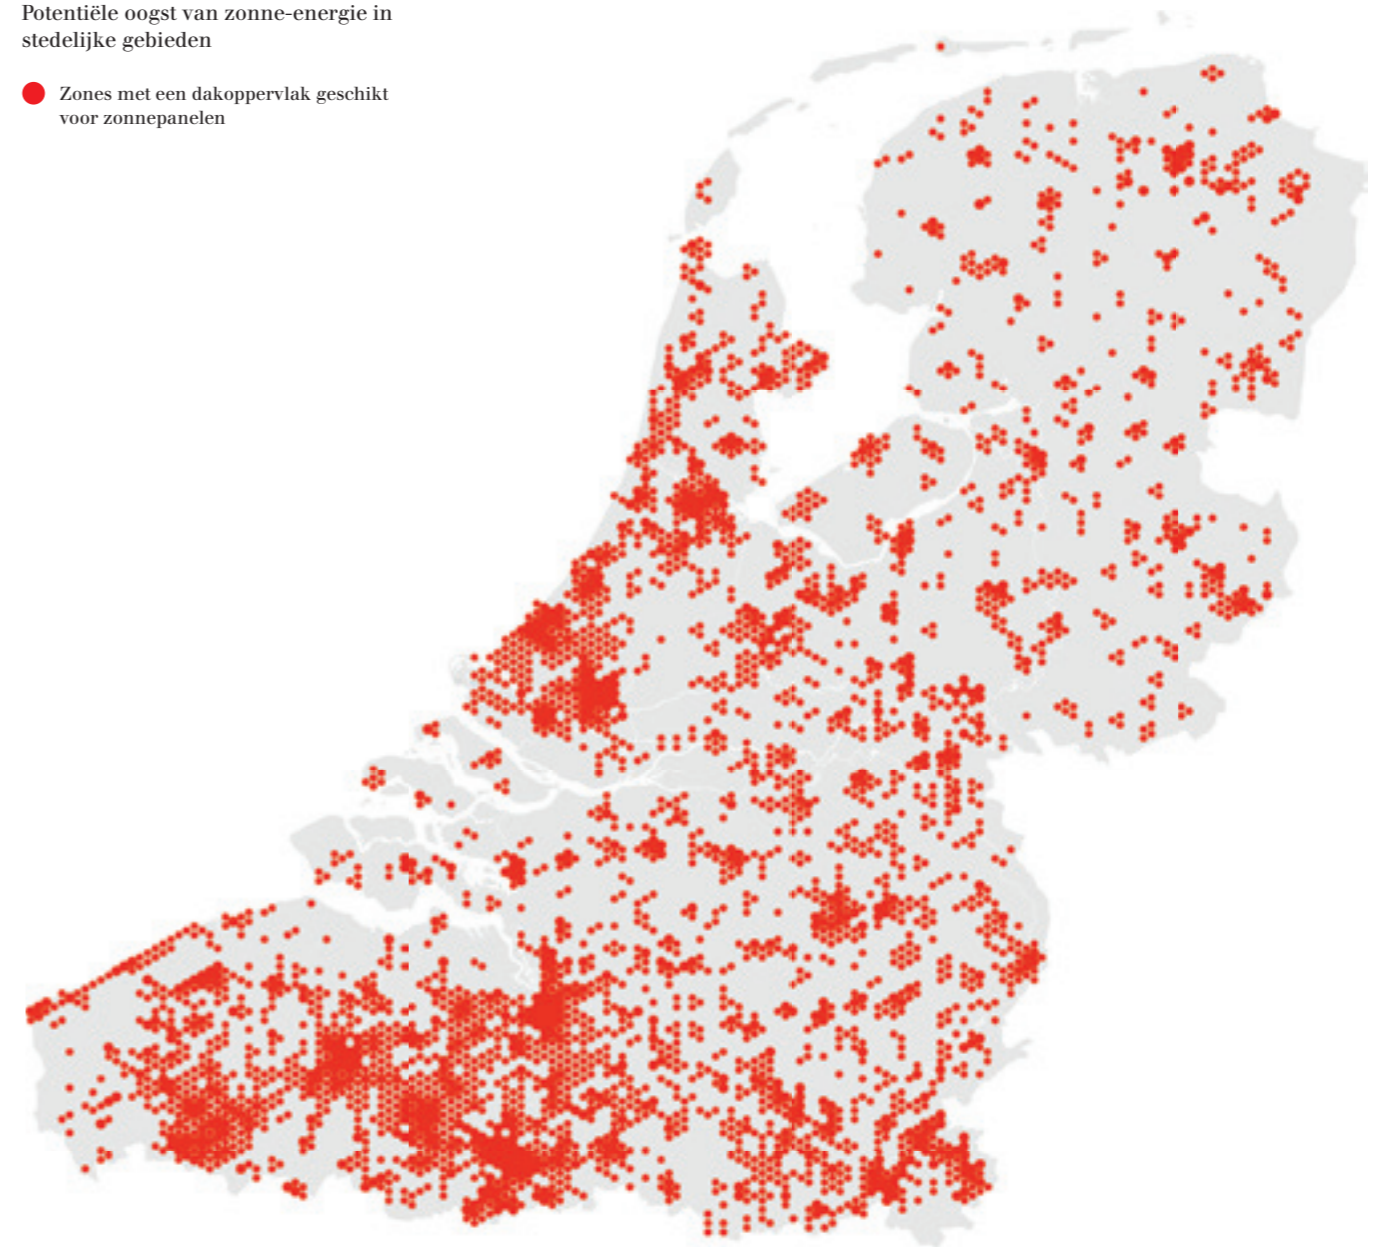 Potentiële oogst van zonne-energie in
stedelijke gebieden
Zones met een dakoppervlak geschikt
voor zonnepanelen